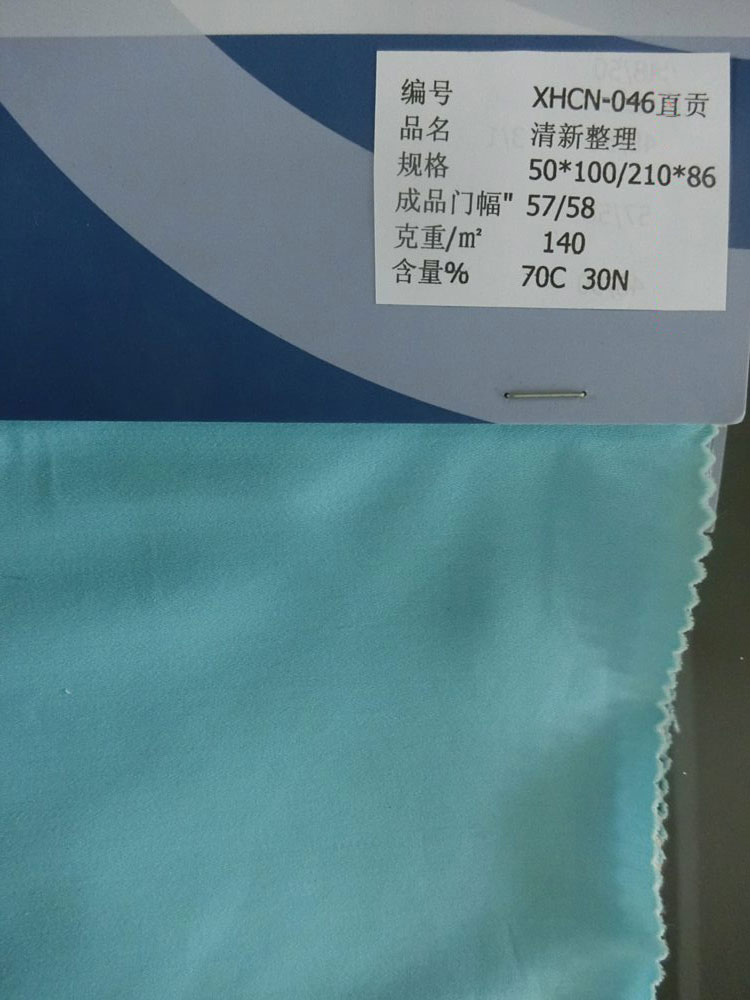 编号 XHCN-046直贡
品名 清新整理
规格 50*100/210*86
成品门幅" 57/58
克重/㎡ 140
含量% 70C 30N